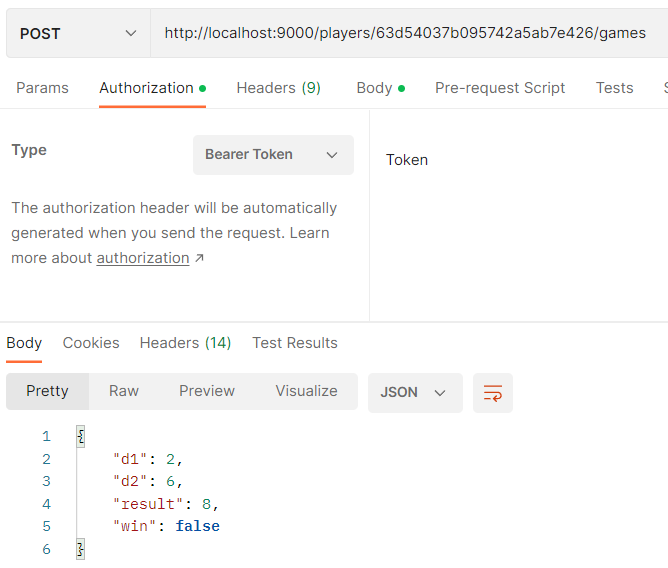 POST http://localhost:9000/players/63d54037b095742a5ab7e426/games
Params Authorization Headers (9) Body Pre-request Script Tests S
Type Bearer Token
Token
The authorization header will be automatically
generated when you send the request. Learn
more about authorization ↗
Body Cookies Headers (14) Test Results
Pretty Raw Preview Visualize JSON
1 {
2 "d1": 2,
3 "d2": 6,
4 "result": 8,
5 "win": false
6 }